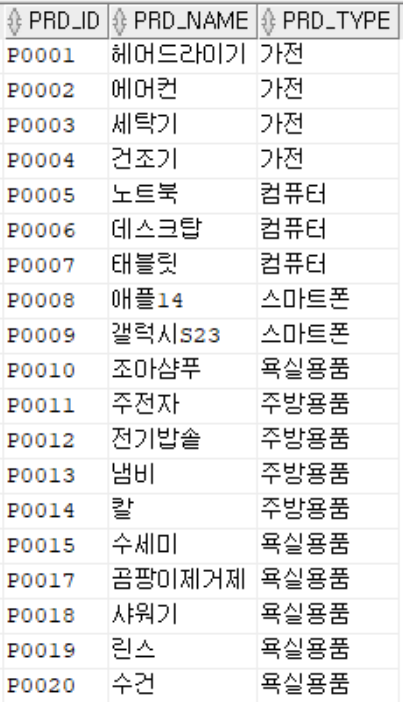 PRD_ID PRD_NAME PRD_TYPE
P0001 헤어드라이기 가전
P0002 에어컨 가전
P0003 세탁기 가전
P0004 건조기 가전
P0005 노트북 컴퓨터
P0006 데스크탑 컴퓨터
P0007 태블릿 컴퓨터
P0008 애플14 스마트폰
P0009 갤럭시S23 스마트폰
P0010 조아샴푸 욕실용품
P0011 주전자 주방용품
P0012 전기밥솥 주방용품
P0013 냄비 주방용품
P0014 칼 주방용품
P0015 수세미 욕실용품
P0017 곰팡이제거제 욕실용품
P0018 샤워기 욕실용품
P0019 린스 욕실용품
P0020 수건 욕실용품